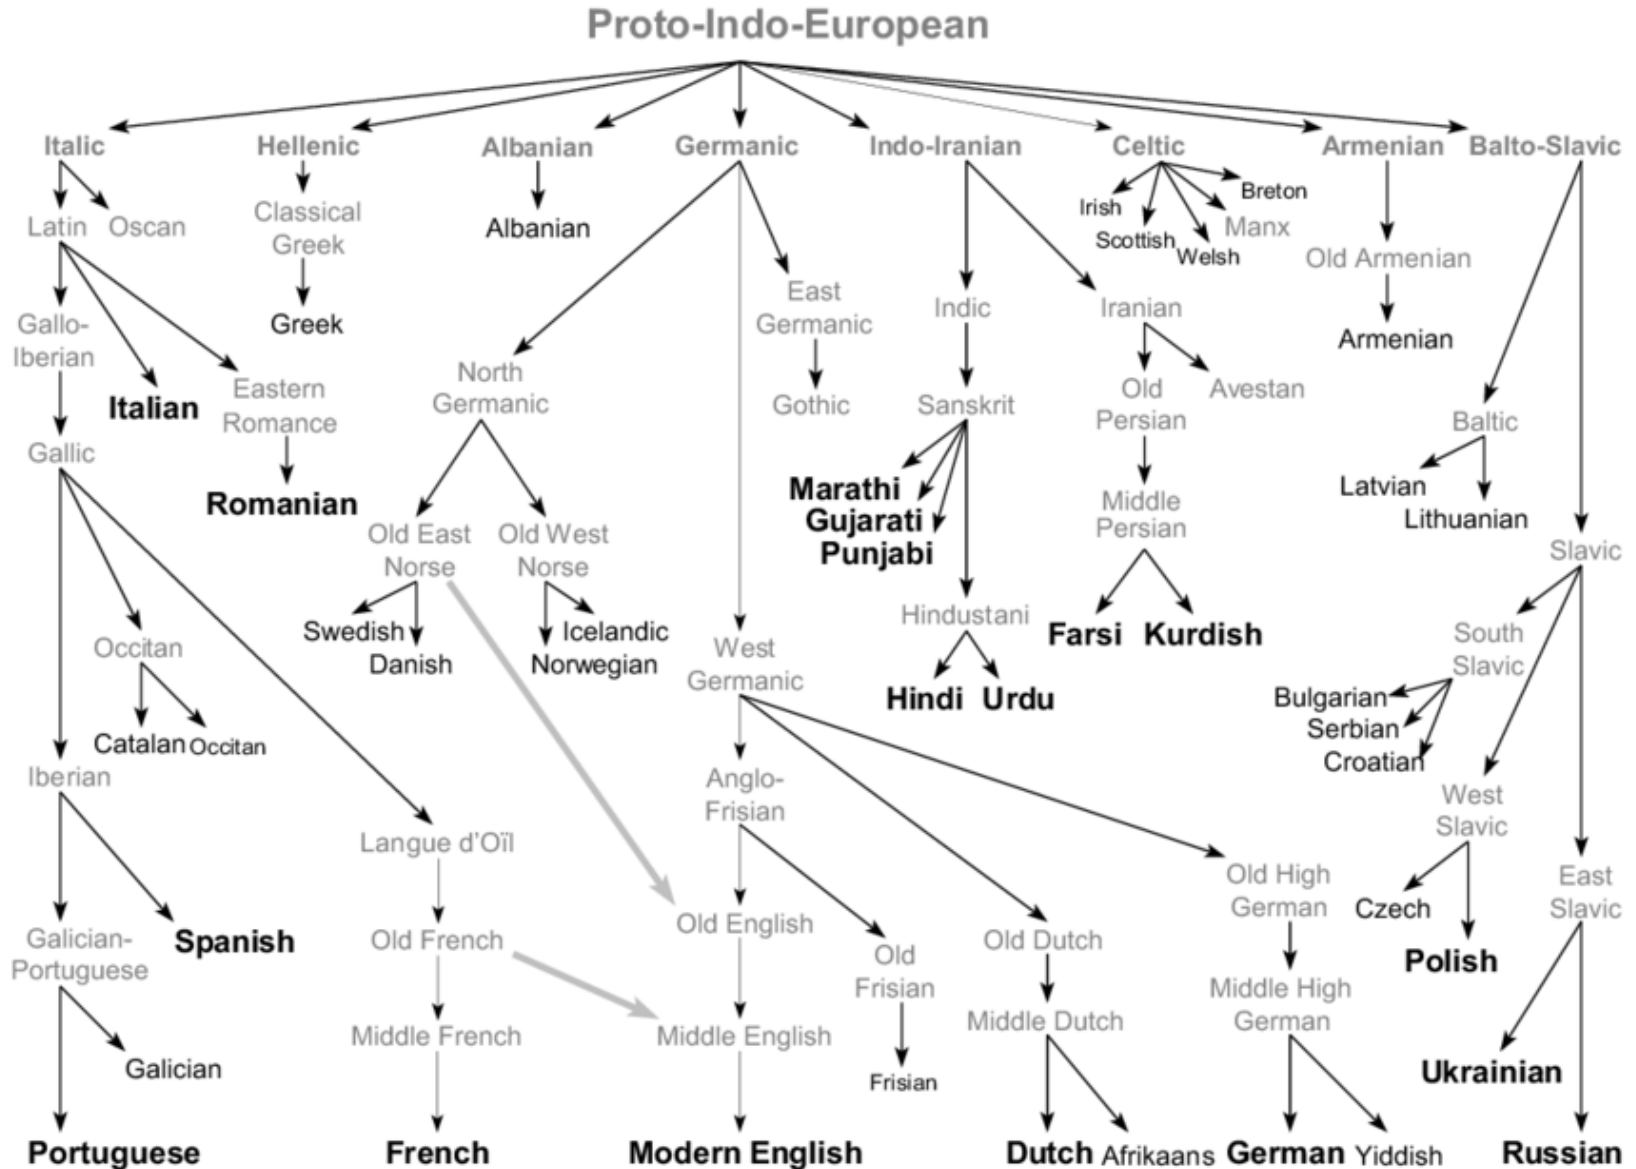 Proto-Indo-European
Italic
Hellenic
Albanian
Germanic
Indo-Iranian
Celtic
Armenian
Balto-Slavic
Latin
Oscan
Classical
Greek
Albanian
Irish
Scottish
Welsh
Manx
Breton
Old Armenian
Gallo-
Iberian
Greek
East
Germanic
Indic
Iranian
Armenian
Italian
Eastern
Romance
North
Germanic
Gothic
Sanskrit
Old
Persian
Avestan
Baltic
Gallic
Romanian
Marathi
Gujarati
Punjabi
Middle
Persian
Latvian
Lithuanian
Old East
Norse
Old West
Norse
Slavic
Swedish
Danish
Icelandic
Norwegian
Hindustani
Farsi
Kurdish
Occitan
West
Germanic
Hindi
Urdu
South
Slavic
Bulgarian
Serbian
Croatian
Catalan
Occitan
Iberian
Anglo-
Frisian
West
Slavic
Langue d'Oïl
Old High
German
Czech
East
Slavic
Galician-
Portuguese
Spanish
Old French
Old English
Old
Frisian
Old Dutch
Polish
Middle High
German
Middle French
Middle English
Middle Dutch
Galician
Frisian
Ukrainian
Portuguese
French
Modern English
Dutch
Afrikaans
German
Yiddish
Russian